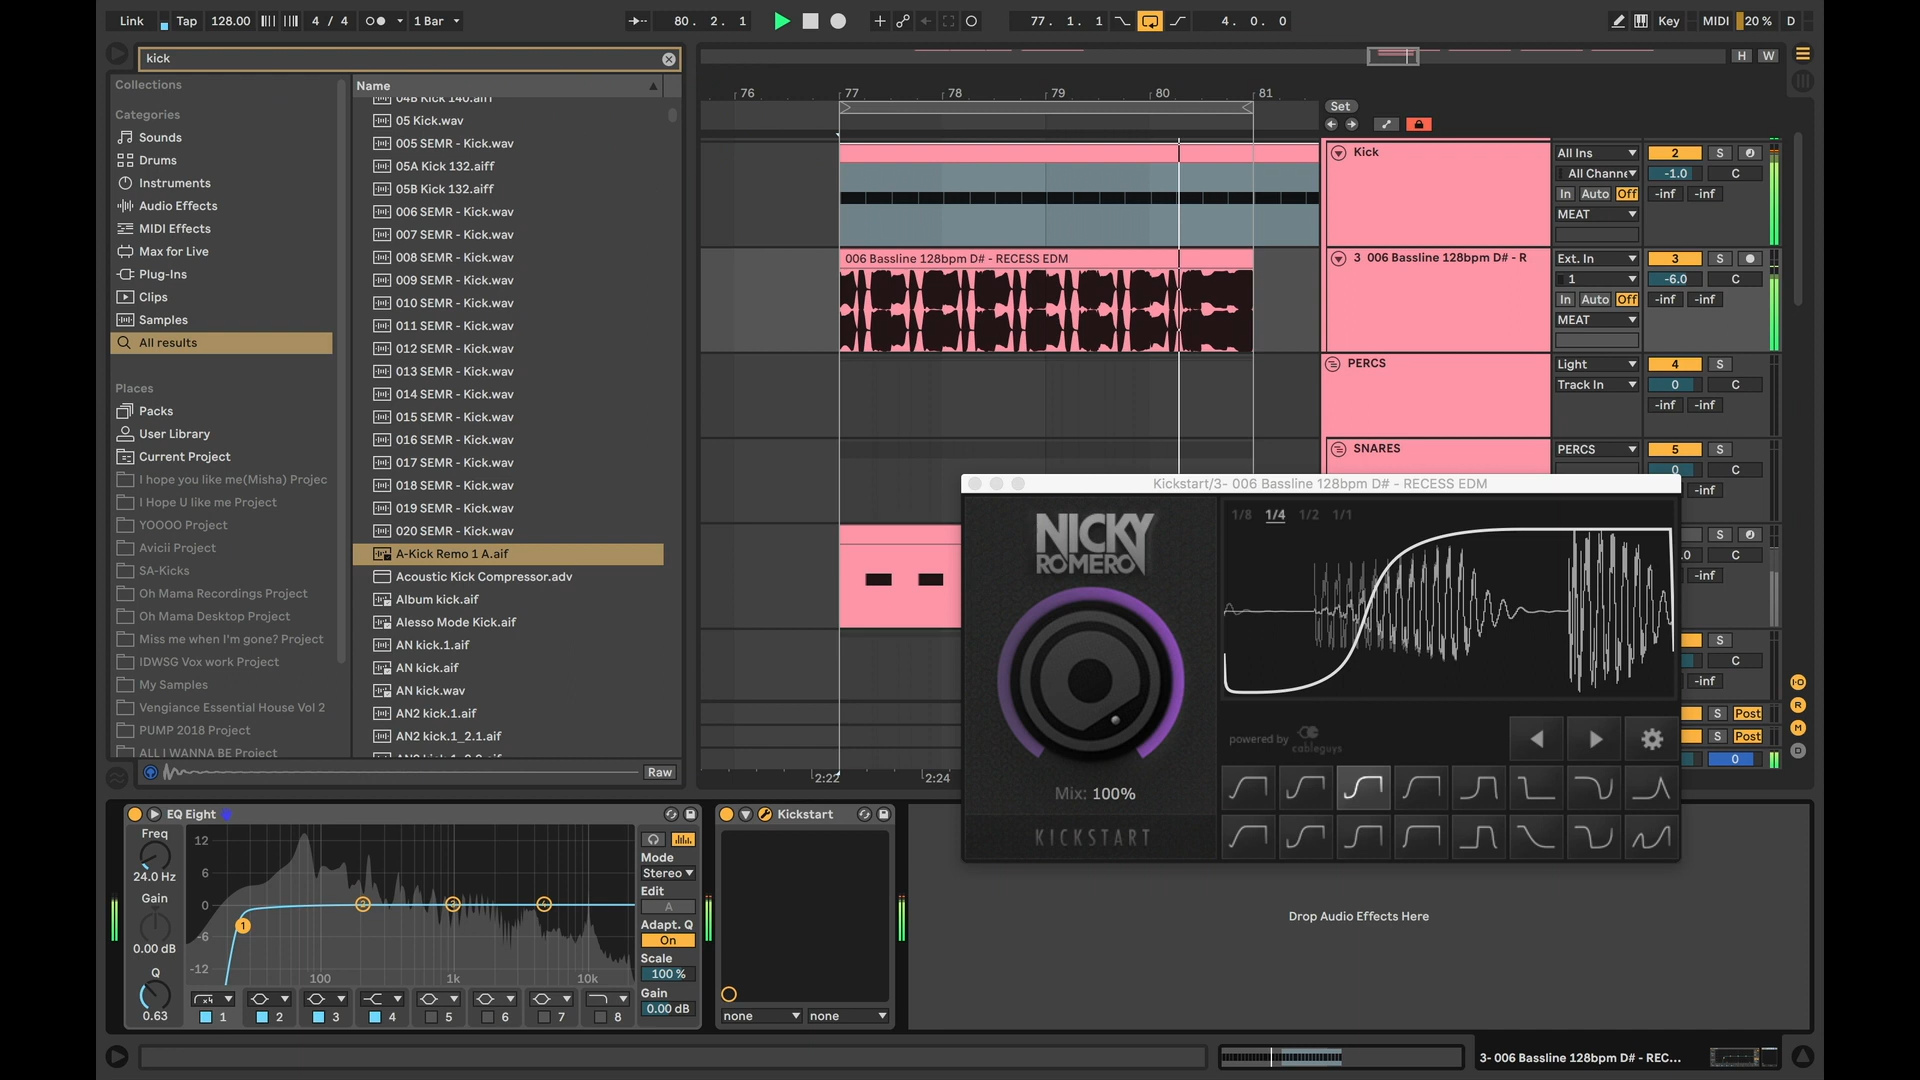 Link Tap 128.00 4 / 4 1 Bar 80. 2. 1 77. 1. 1 4. 0. 0 Key MIDI 20 % D
kick
H W
Collections
Categories
Sounds
Drums
Instruments
Audio Effects
MIDI Effects
Max for Live
Plug-Ins
Clips
Samples
All results
Places
Packs
User Library
Current Project
I hope you like me(Misha) Projec
I Hope U like me Project
YOOOO Project
Avicii Project
SA-Kicks
Oh Mama Recordings Project
Oh Mama Desktop Project
Miss me when I'm gone? Project
IDWSG Vox work Project
My Samples
Vengiance Essential House Vol 2
PUMP 2018 Project
ALL I WANNA BE Project
Name
04B Kick 140.aiff
05 Kick.wav
005 SEMR - Kick.wav
05A Kick 132.aiff
05B Kick 132.aiff
006 SEMR - Kick.wav
007 SEMR - Kick.wav
008 SEMR - Kick.wav
009 SEMR - Kick.wav
010 SEMR - Kick.wav
011 SEMR - Kick.wav
012 SEMR - Kick.wav
013 SEMR - Kick.wav
014 SEMR - Kick.wav
015 SEMR - Kick.wav
016 SEMR - Kick.wav
017 SEMR - Kick.wav
018 SEMR - Kick.wav
019 SEMR - Kick.wav
020 SEMR - Kick.wav
A-Kick Remo 1 A.aif
Acoustic Kick Compressor.adv
Album kick.aif
Alesso Mode Kick.aif
AN kick.1.aif
AN kick.aif
AN kick.wav
AN2 kick.1.aif
AN2 kick.1_2.1.aif
Raw
76 77 78 79 80 81
Set
006 Bassline 128bpm D# - RECESS EDM
2:22 2:24
Kick
All Ins 2 S
All Channe -1.0 C
In Auto Off -inf -inf
MEAT
3 006 Bassline 128bpm D# - R
Ext. In 3 S
1 -6.0 C
In Auto Off -inf -inf
MEAT
PERCS
Light 4 S
Track In 0 C
-inf -inf
SNARES
PERCS 5 S
0 C
-inf
S
.0 C
-inf
S
C
-inf
S Post
S Post
0
I·O
R
M
D
Kickstart/3- 006 Bassline 128bpm D# - RECESS EDM
NICKY
ROMERO
1/8 1/4 1/2 1/1
powered by cableguys
Mix: 100%
KICKSTART
EQ Eight
Freq
24.0 Hz
Gain
0.00 dB
Q
0.63
12
6
0
-6
-12
100 1k 10k
1 2 3 4
1 2 3 4 5 6 7 8
Mode
Stereo
Edit
A
Adapt. Q
On
Scale
100 %
Gain
0.00 dB
Kickstart
none none
Drop Audio Effects Here
3- 006 Bassline 128bpm D# - REC...